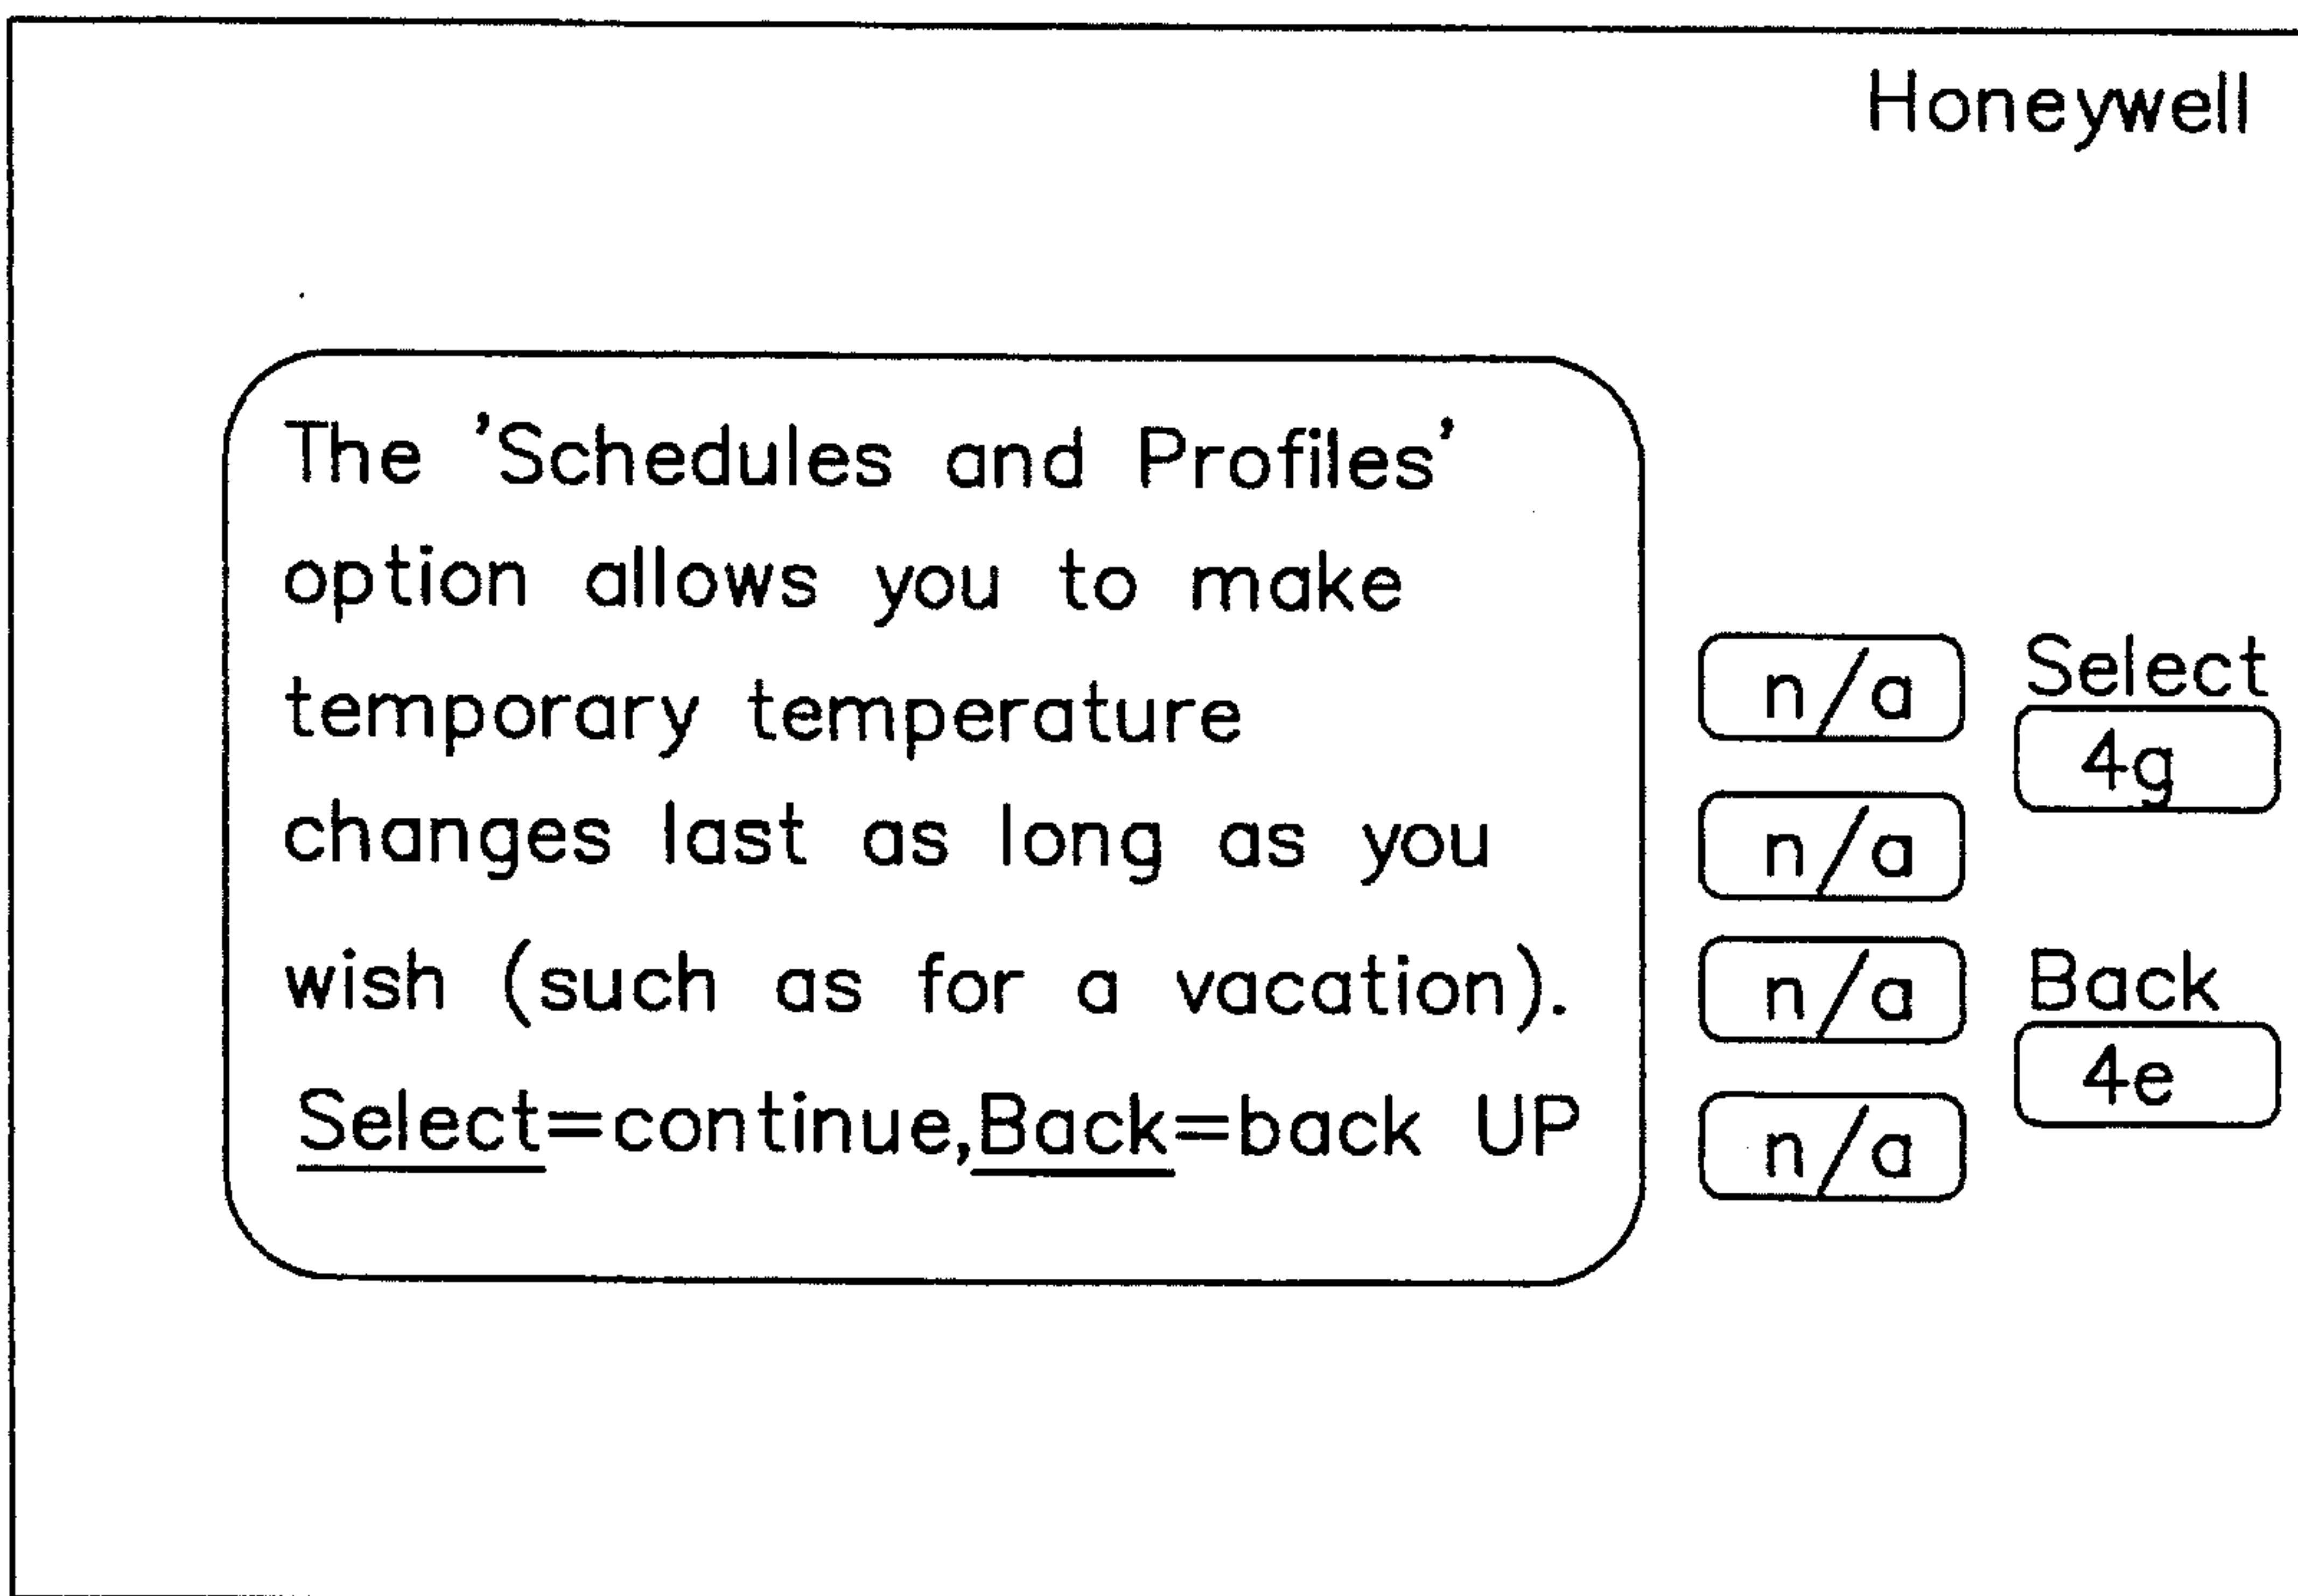 Honeywell
The 'Schedules and Profiles'
option allows you to make
temporary temperature
changes last as long as you
wish (such as for a vacation).
Select=continue,Back=back UP
n/a
n/a
n/a
n/a
Select
4g
Back
4e